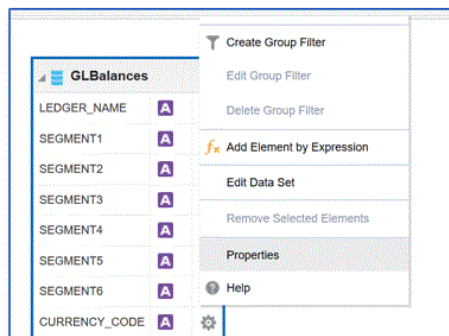 GLBalances
LEDGER_NAME A
SEGMENT1 A
SEGMENT2 A
SEGMENT3 A
SEGMENT4 A
SEGMENT5 A
SEGMENT6 A
CURRENCY_CODE A
Create Group Filter
Edit Group Filter
Delete Group Filter
fx Add Element by Expression
Edit Data Set
Remove Selected Elements
Properties
? Help